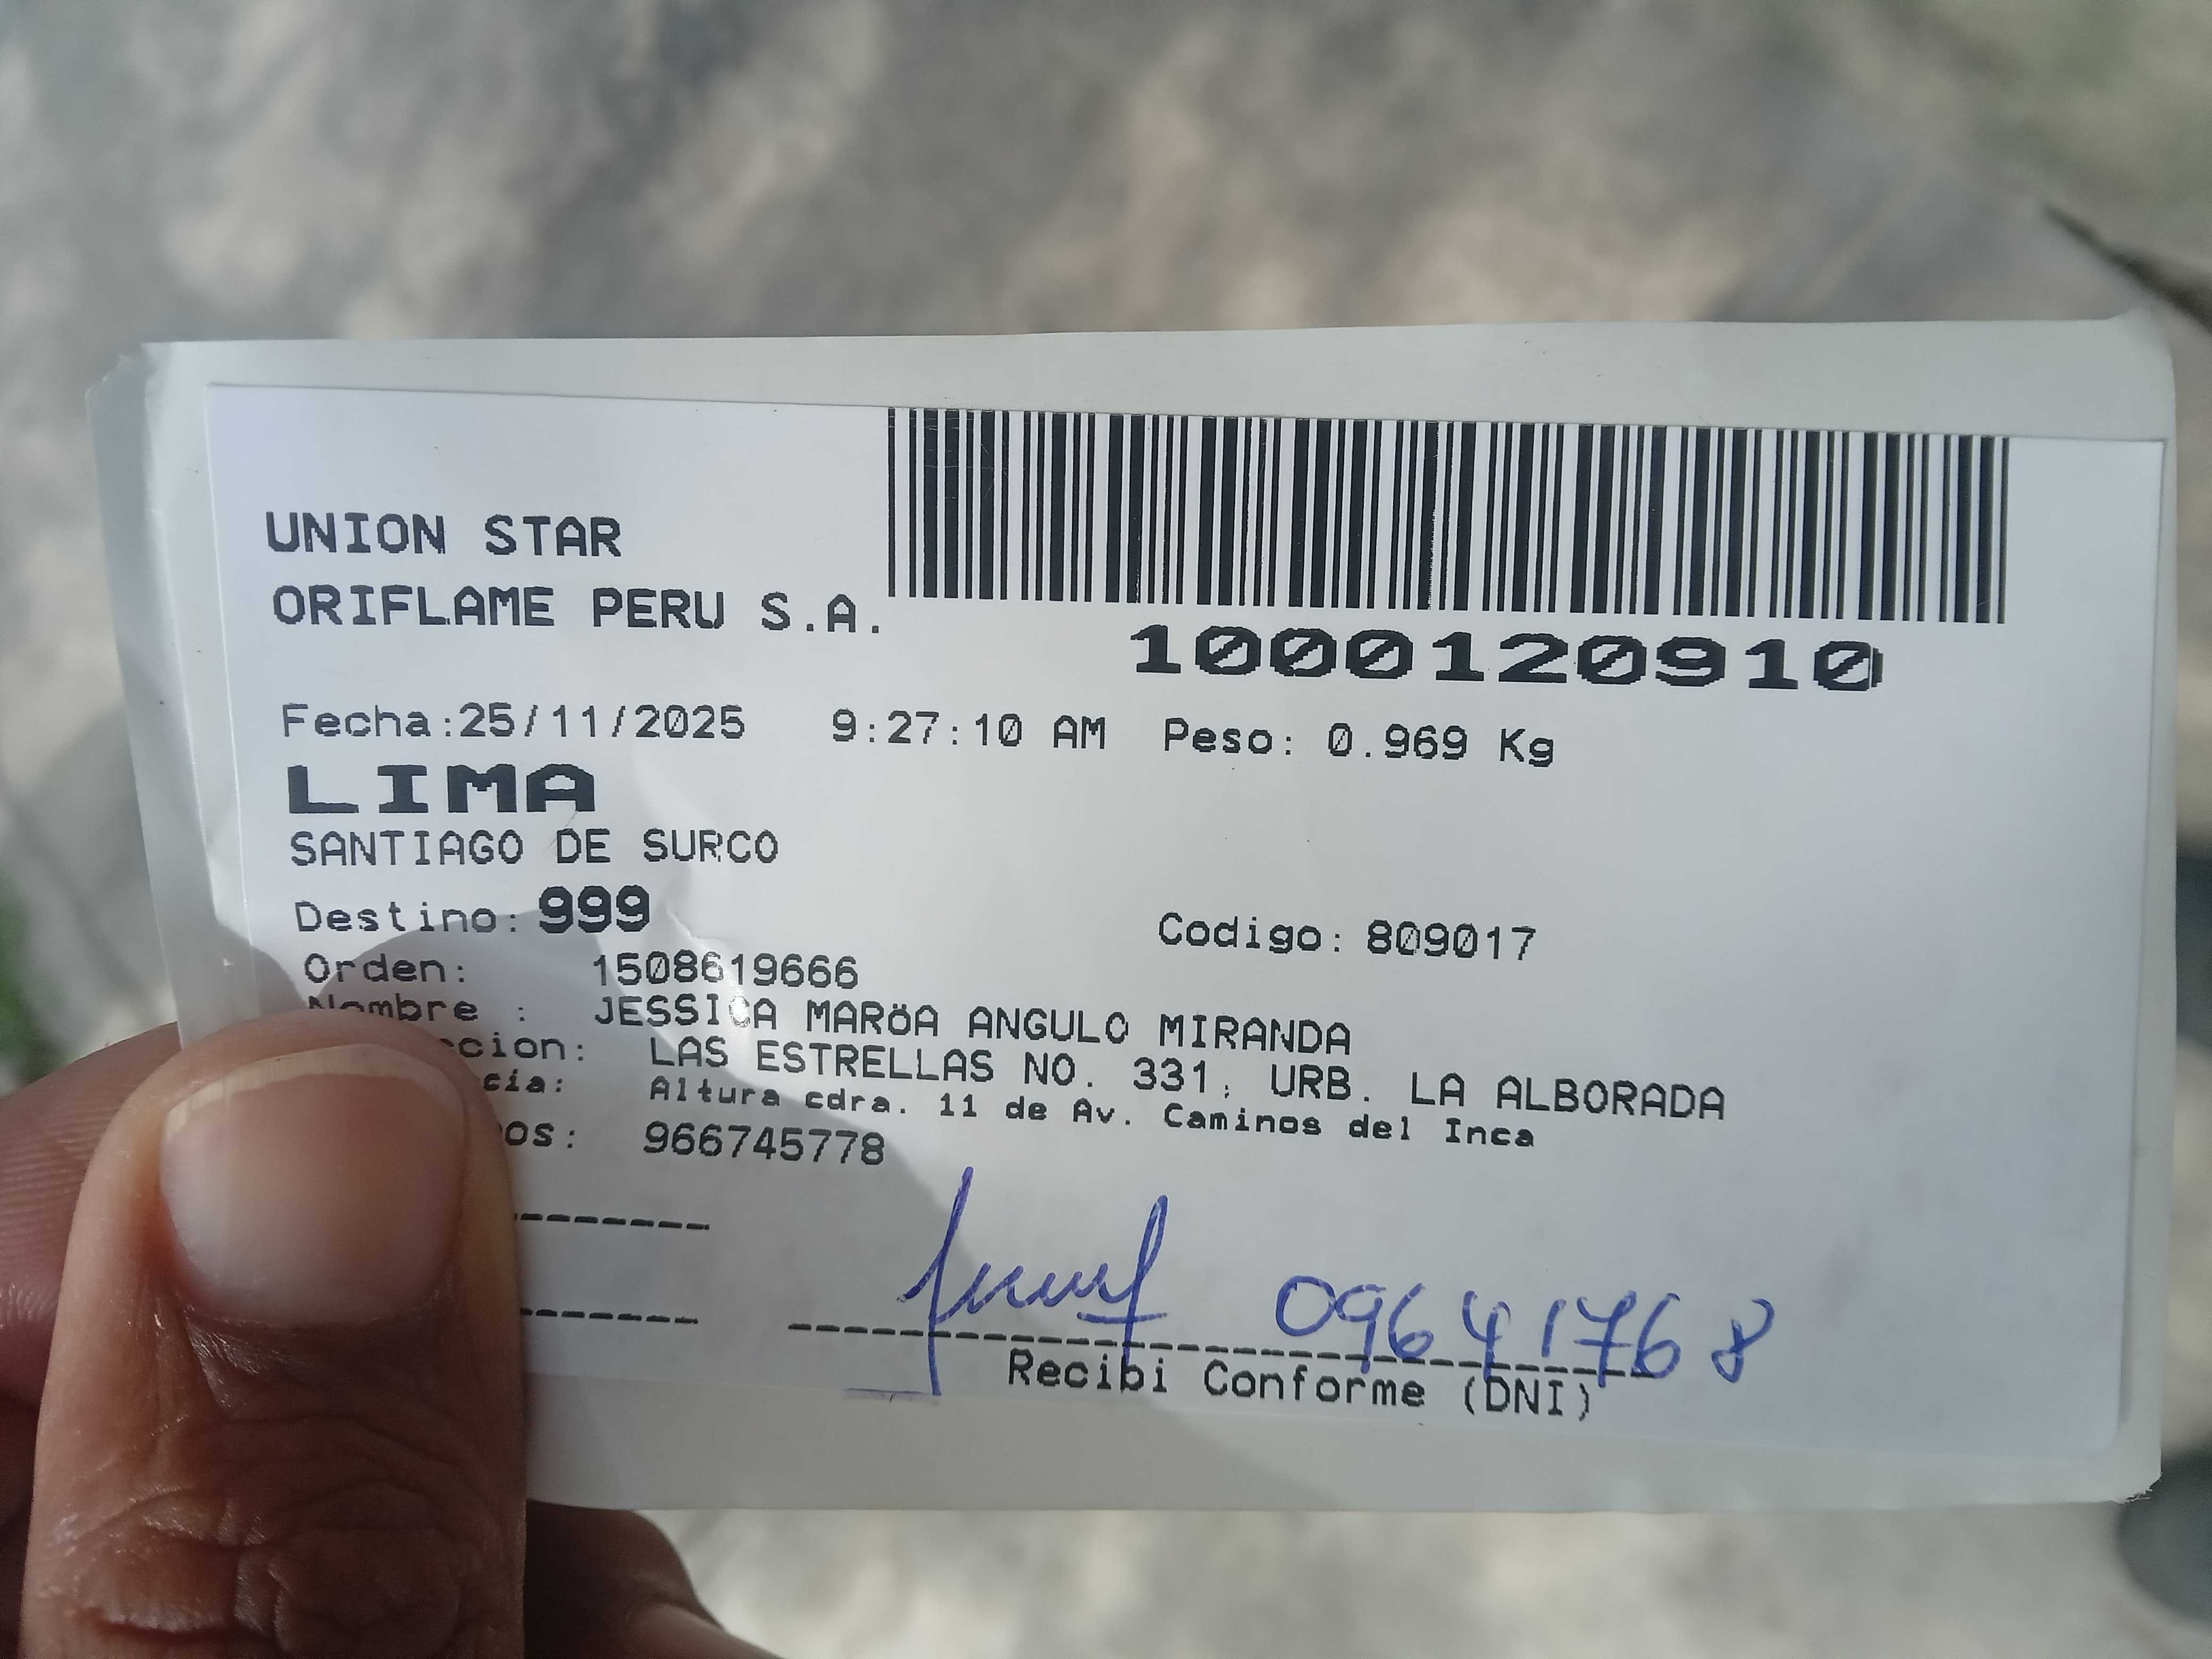 UNION STAR
ORIFLAME PERU S.A.
1000120910
Fecha:25/11/2025 9:27:10 AM Peso: 0.969 Kg
LIMA
SANTIAGO DE SURCO
Destino: 999 Codigo: 809017
Orden: 1508619666
Nombre : JESSICA MARöA ANGULO MIRANDA
ccion: LAS ESTRELLAS NO. 331, URB. LA ALBORADA
cia: Altura cdra. 11 de Av. Caminos del Inca
os: 966745778
09641768
Recibi Conforme (DNI)